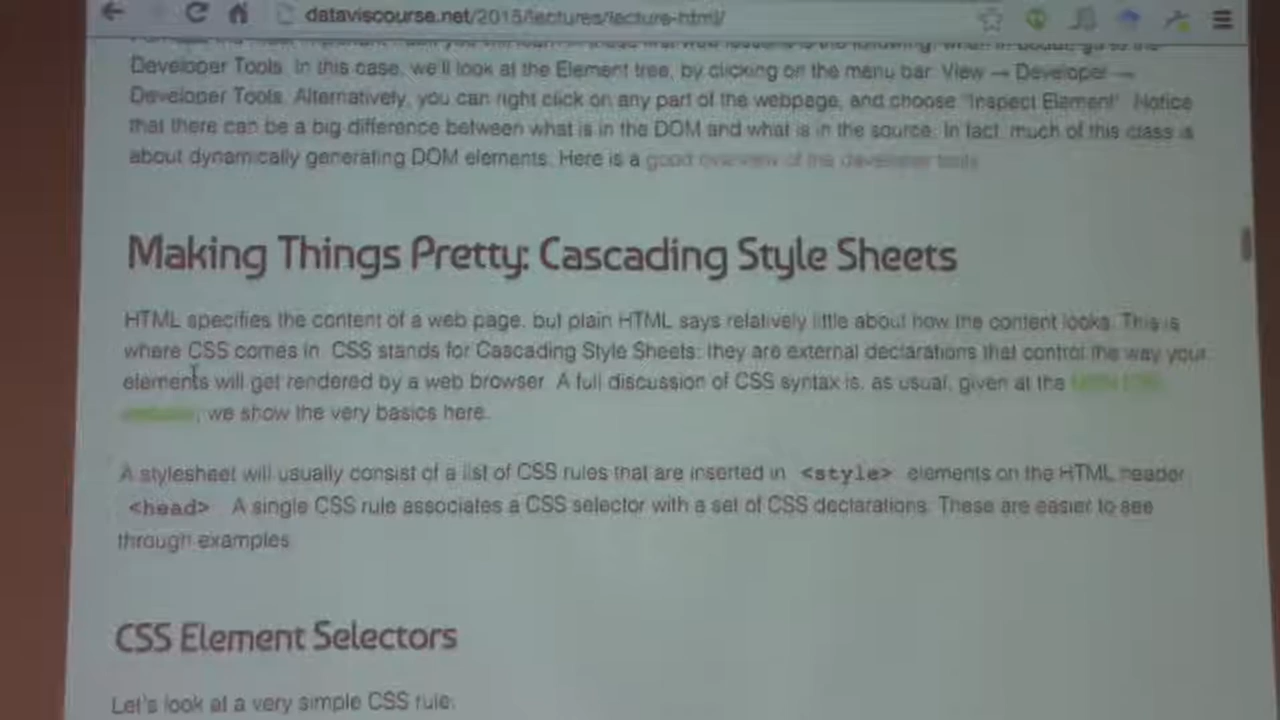 dataviscourse.net/2015/lectures/lecture-html/
Developer Tools. In this case, we'll look at the Element tree, by clicking on the menu bar: View → Developer →
Developer Tools. Alternatively, you can right click on any part of the webpage, and choose "Inspect Element". Notice
that there can be a big difference between what is in the DOM and what is in the source. In fact, much of this class is
about dynamically generating DOM elements. Here is a good overview of the developer tools
Making Things Pretty: Cascading Style Sheets
HTML specifies the content of a web page, but plain HTML says relatively little about how the content looks. This is
where CSS comes in. CSS stands for Cascading Style Sheets: they are external declarations that control the way your
elements will get rendered by a web browser. A full discussion of CSS syntax is, as usual, given at the
, we show the very basics here.
A stylesheet will usually consist of a list of CSS rules that are inserted in <style> elements on the HTML header
<head> A single CSS rule associates a CSS selector with a set of CSS declarations. These are easier to see
through examples
CSS Element Selectors
Let's look at a very simple CSS rule: